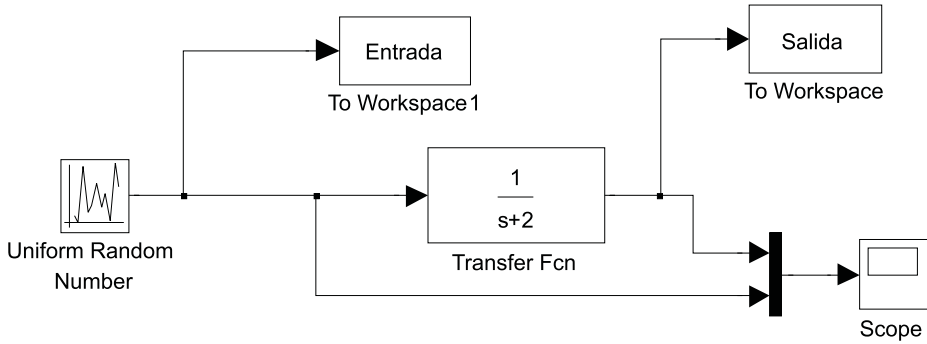 Entrada
To Workspace1
Salida
To Workspace
Uniform Random
Number
1
s+2
Transfer Fcn
Scope